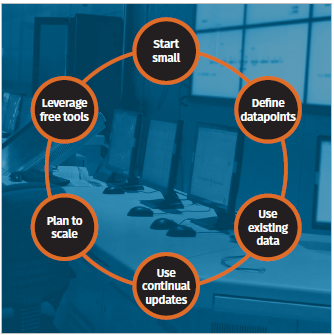 Start
small
Define
datapoints
Use
existing
data
Use
continual
updates
Plan to
scale
Leverage
free tools